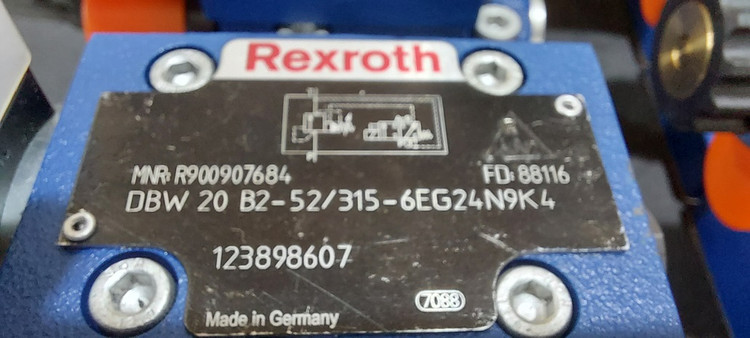 Rexroth
MNR: R900907684 FD: 88116
DBW 20 B2-52/315-6EG24N9K4
123898607
7088
Made in Germany